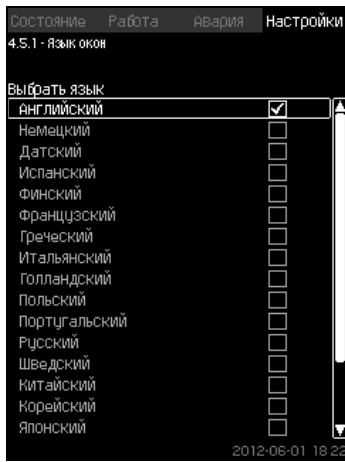 Состояние Работа Авария Настройки
4.5.1 - Язык окон
Выбрать язык
Английский
Немецкий
Датский
Испанский
Финский
Французский
Греческий
Итальянский
Голландский
Польский
Португальский
Русский
Шведский
Китайский
Корейский
Японский
2012-06-01 18:22